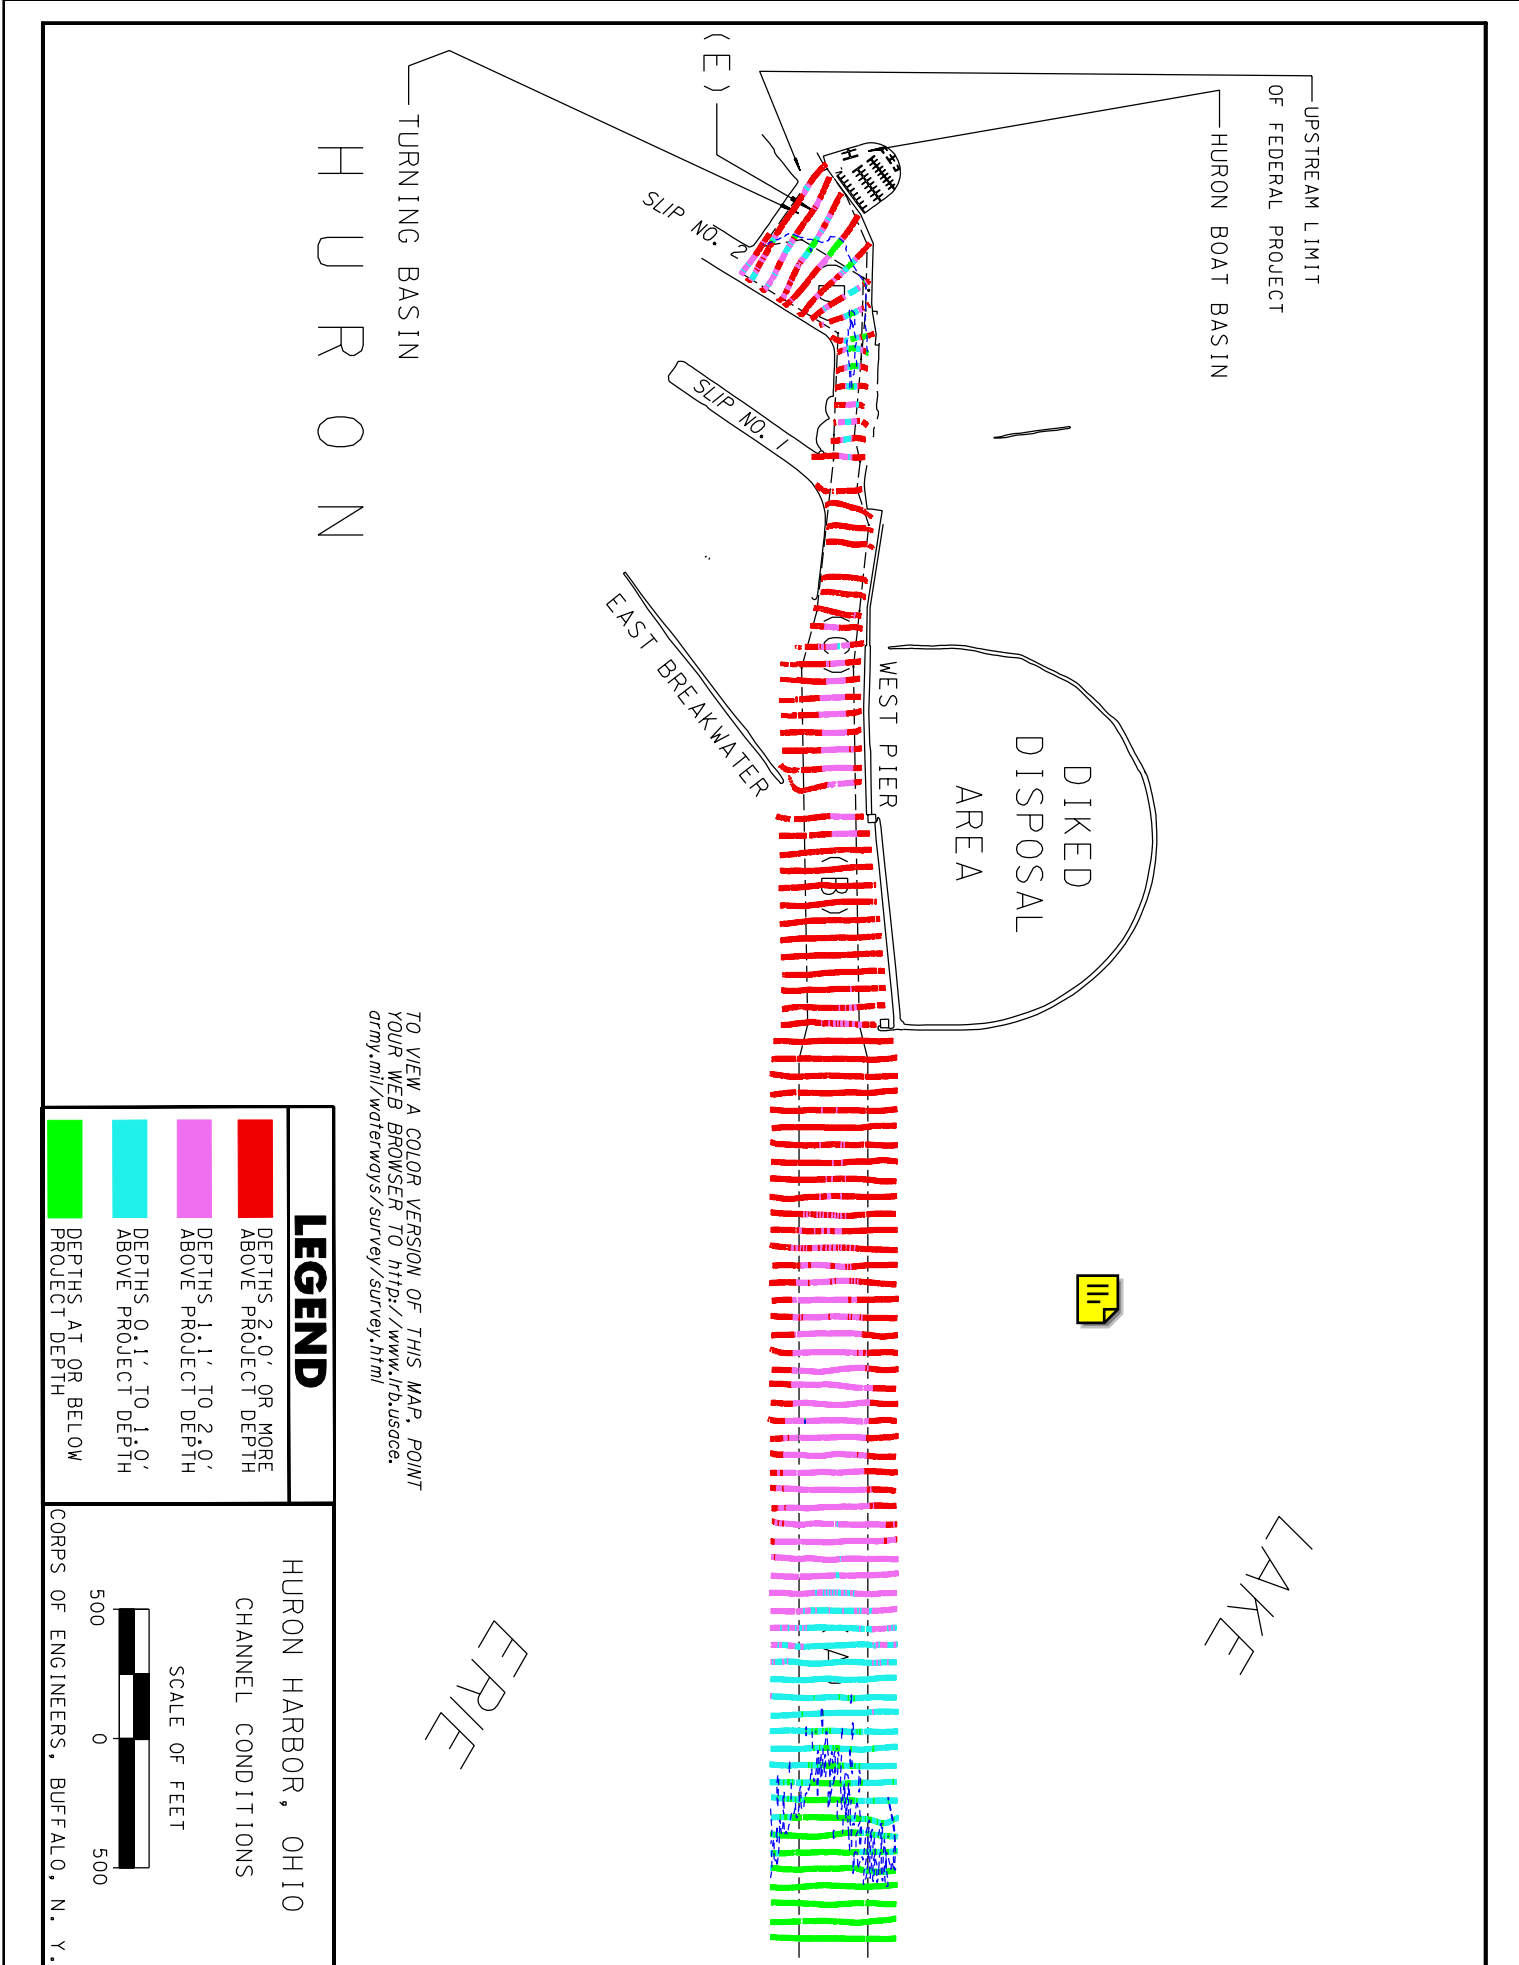 UPSTREAM LIMIT
OF FEDERAL PROJECT
HURON BOAT BASIN
(E)
TURNING BASIN
HURON
SLIP NO. 2
(D)
SLIP NO. 1
EAST BREAKWATER
(C)
WEST PIER
DIKED
DISPOSAL
AREA
(B)
(A)
LAKE
ERIE
TO VIEW A COLOR VERSION OF THIS MAP, POINT
YOUR WEB BROWSER TO http://www.lrb.usace.
army.mil/waterways/survey/survey.html
LEGEND
DEPTHS 2.0' OR MORE
ABOVE PROJECT DEPTH
DEPTHS 1.1' TO 2.0'
ABOVE PROJECT DEPTH
DEPTHS 0.1' TO 1.0'
ABOVE PROJECT DEPTH
DEPTHS AT OR BELOW
PROJECT DEPTH
HURON HARBOR, OHIO
CHANNEL CONDITIONS
SCALE OF FEET
500 0 500
CORPS OF ENGINEERS, BUFFALO, N. Y.